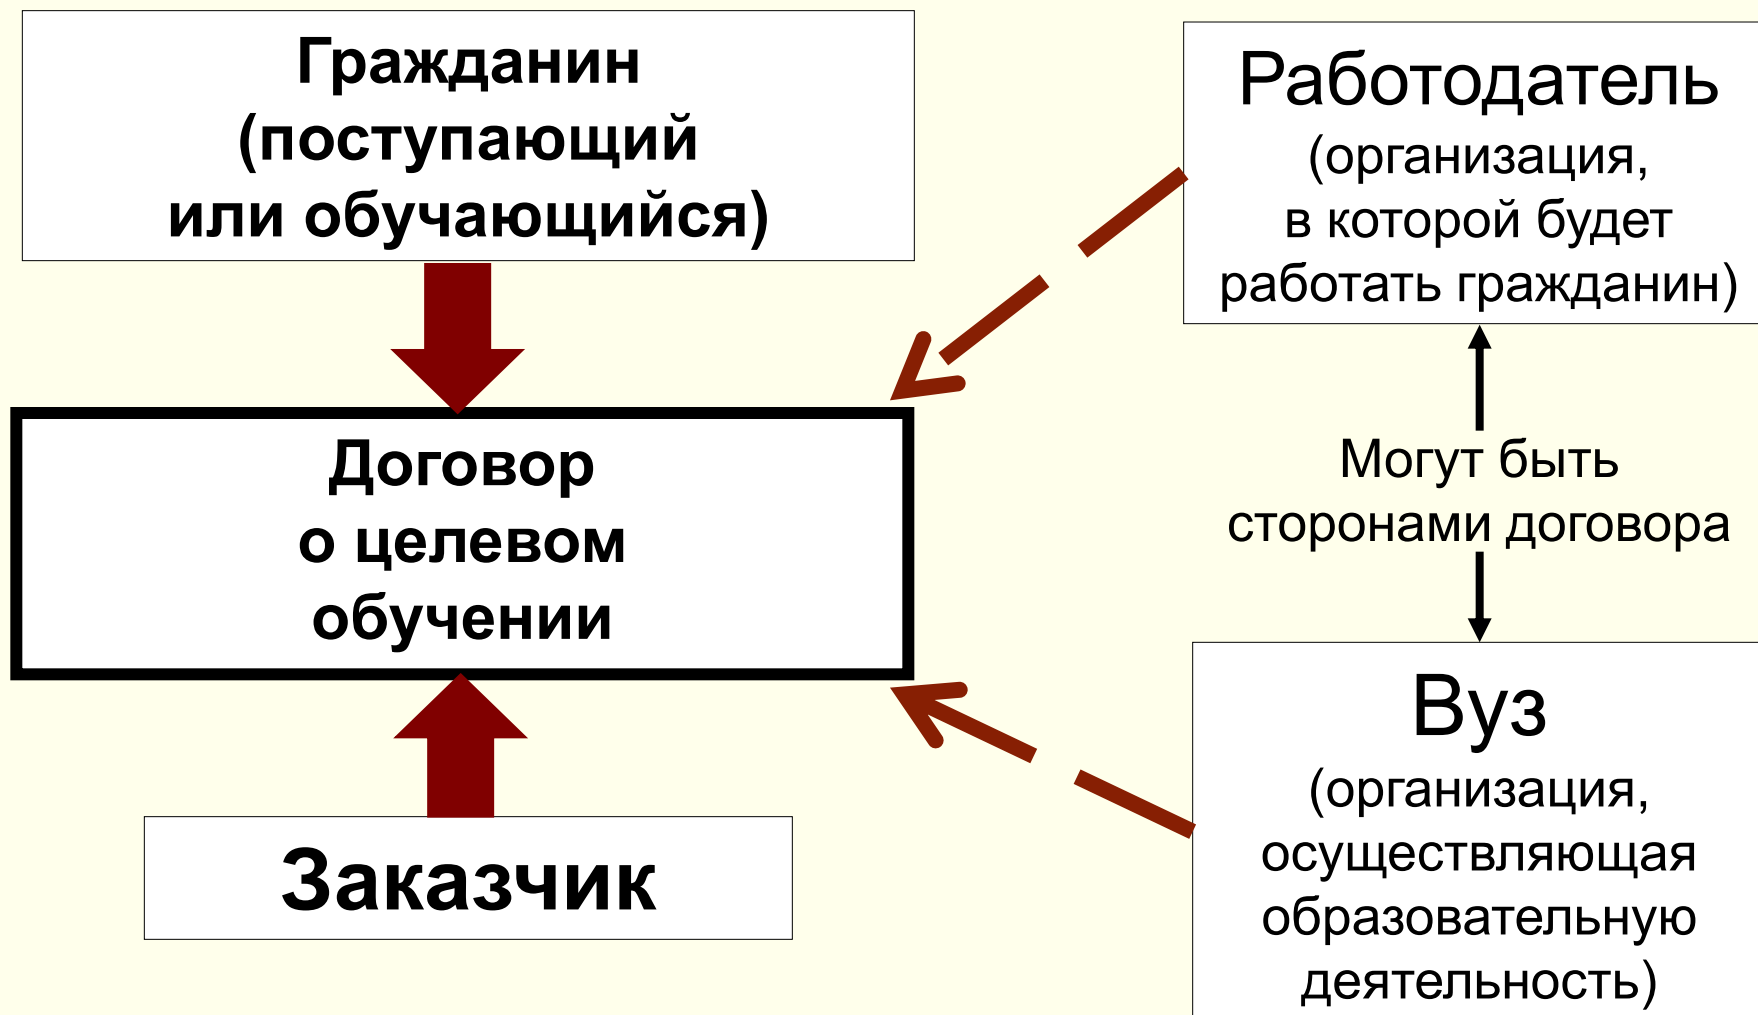 Гражданин
(поступающий
или обучающийся)
Договор
о целевом
обучении
Заказчик
Работодатель
(организация,
в которой будет
работать гражданин)
Могут быть
сторонами договора
Вуз
(организация,
осуществляющая
образовательную
деятельность)